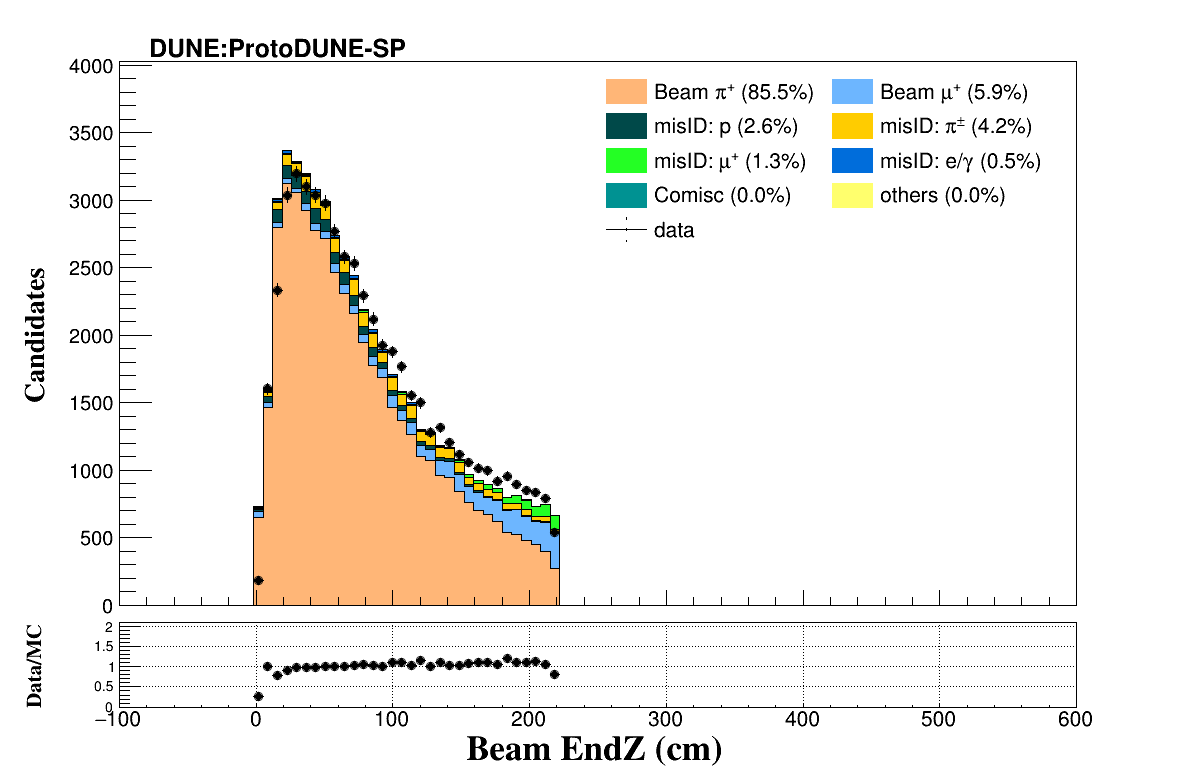 DUNE:ProtoDUNE-SP
4000
3500
3000
2500
2000
1500
1000
500
0
Candidates
Beam π⁺ (85.5%)
Beam μ⁺ (5.9%)
misID: p (2.6%)
misID: π± (4.2%)
misID: μ⁺ (1.3%)
misID: e/γ (0.5%)
Comisc (0.0%)
others (0.0%)
data
2
1.5
1
0.5
0
Data/MC
−100 0 100 200 300 400 500 600
Beam EndZ (cm)